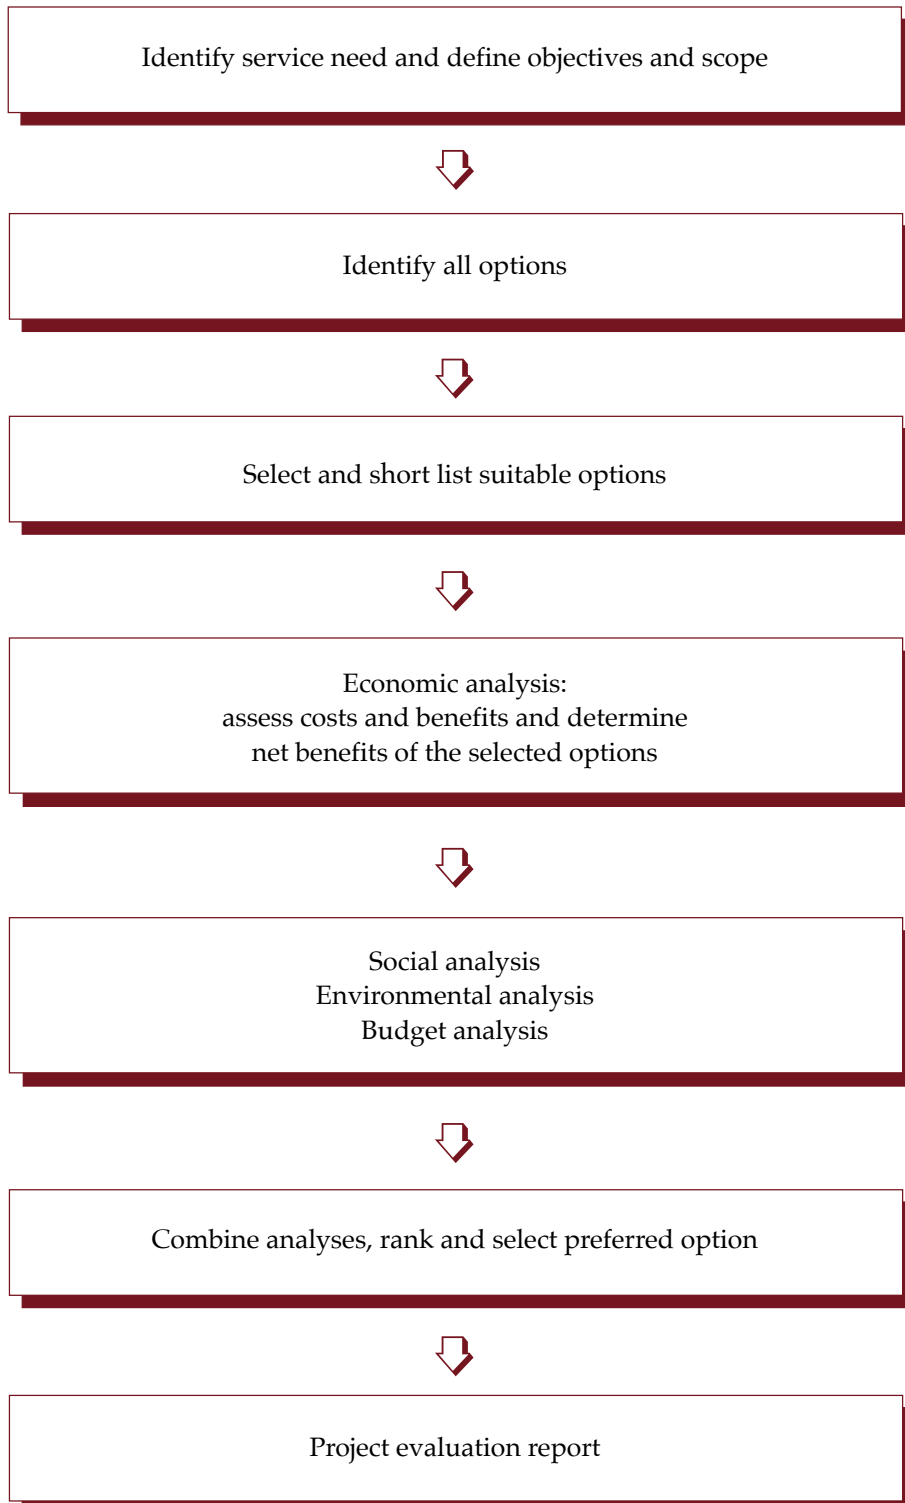 Identify service need and define objectives and scope
Identify all options
Select and short list suitable options
Economic analysis:
assess costs and benefits and determine
net benefits of the selected options
Social analysis
Environmental analysis
Budget analysis
Combine analyses, rank and select preferred option
Project evaluation report